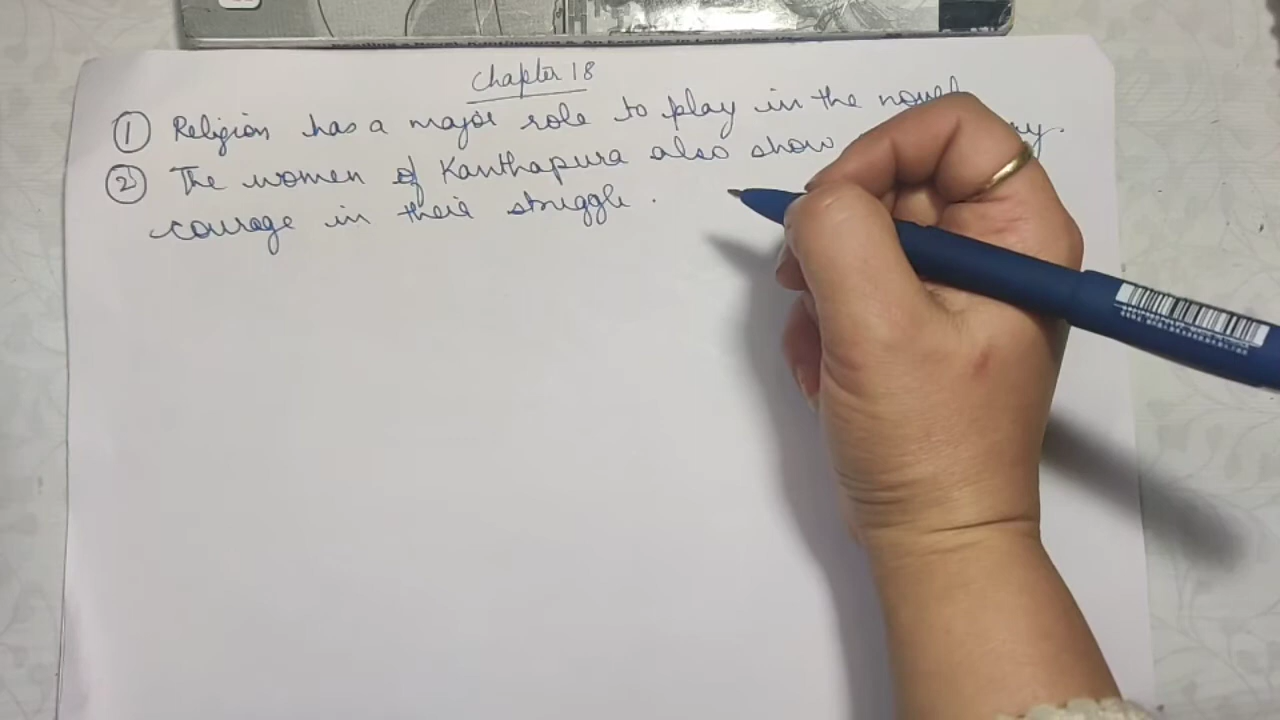 Chapter 18
① Religion has a major role to play in the novel
② The women of Kanthapura also show
courage in their struggle.